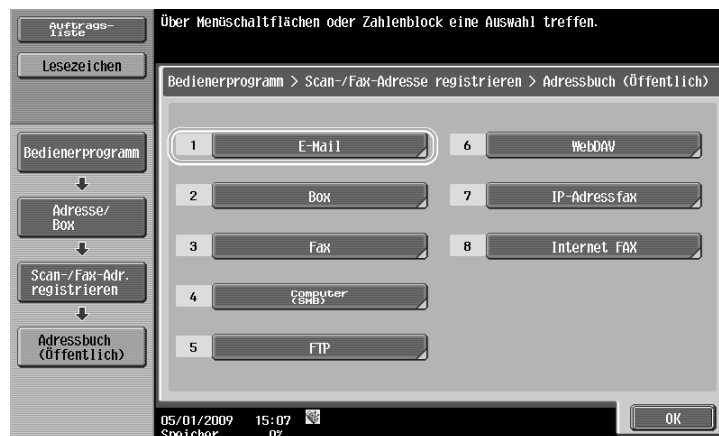 Auftrags-
liste
Über Menüschaltflächen oder Zahlenblock eine Auswahl treffen.
Lesezeichen
Bedienerprogramm > Scan-/Fax-Adresse registrieren > Adressbuch (Öffentlich)
Bedienerprogramm
Adresse/
Box
Scan-/Fax-Adr.
registrieren
Adressbuch
(Öffentlich)
1 E-Mail
2 Box
3 Fax
4 Computer
(SMB)
5 FTP
6 WebDAV
7 IP-Adressfax
8 Internet FAX
05/01/2009 15:07
Speicher 0%
OK